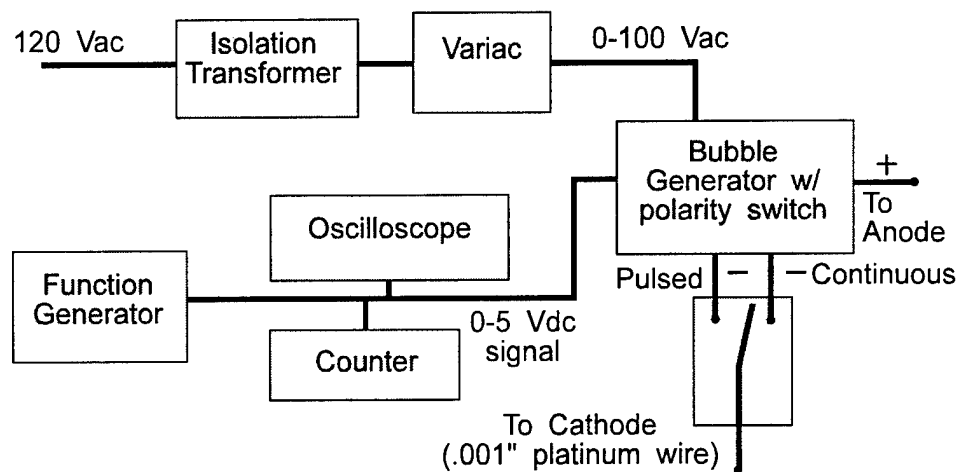 120 Vac
Isolation
Transformer
Variac
0-100 Vac
Bubble
Generator w/
polarity switch
+
To
Anode
Oscilloscope
Function
Generator
Counter
0-5 Vdc
signal
Pulsed
−
− Continuous
To Cathode
(.001" platinum wire)